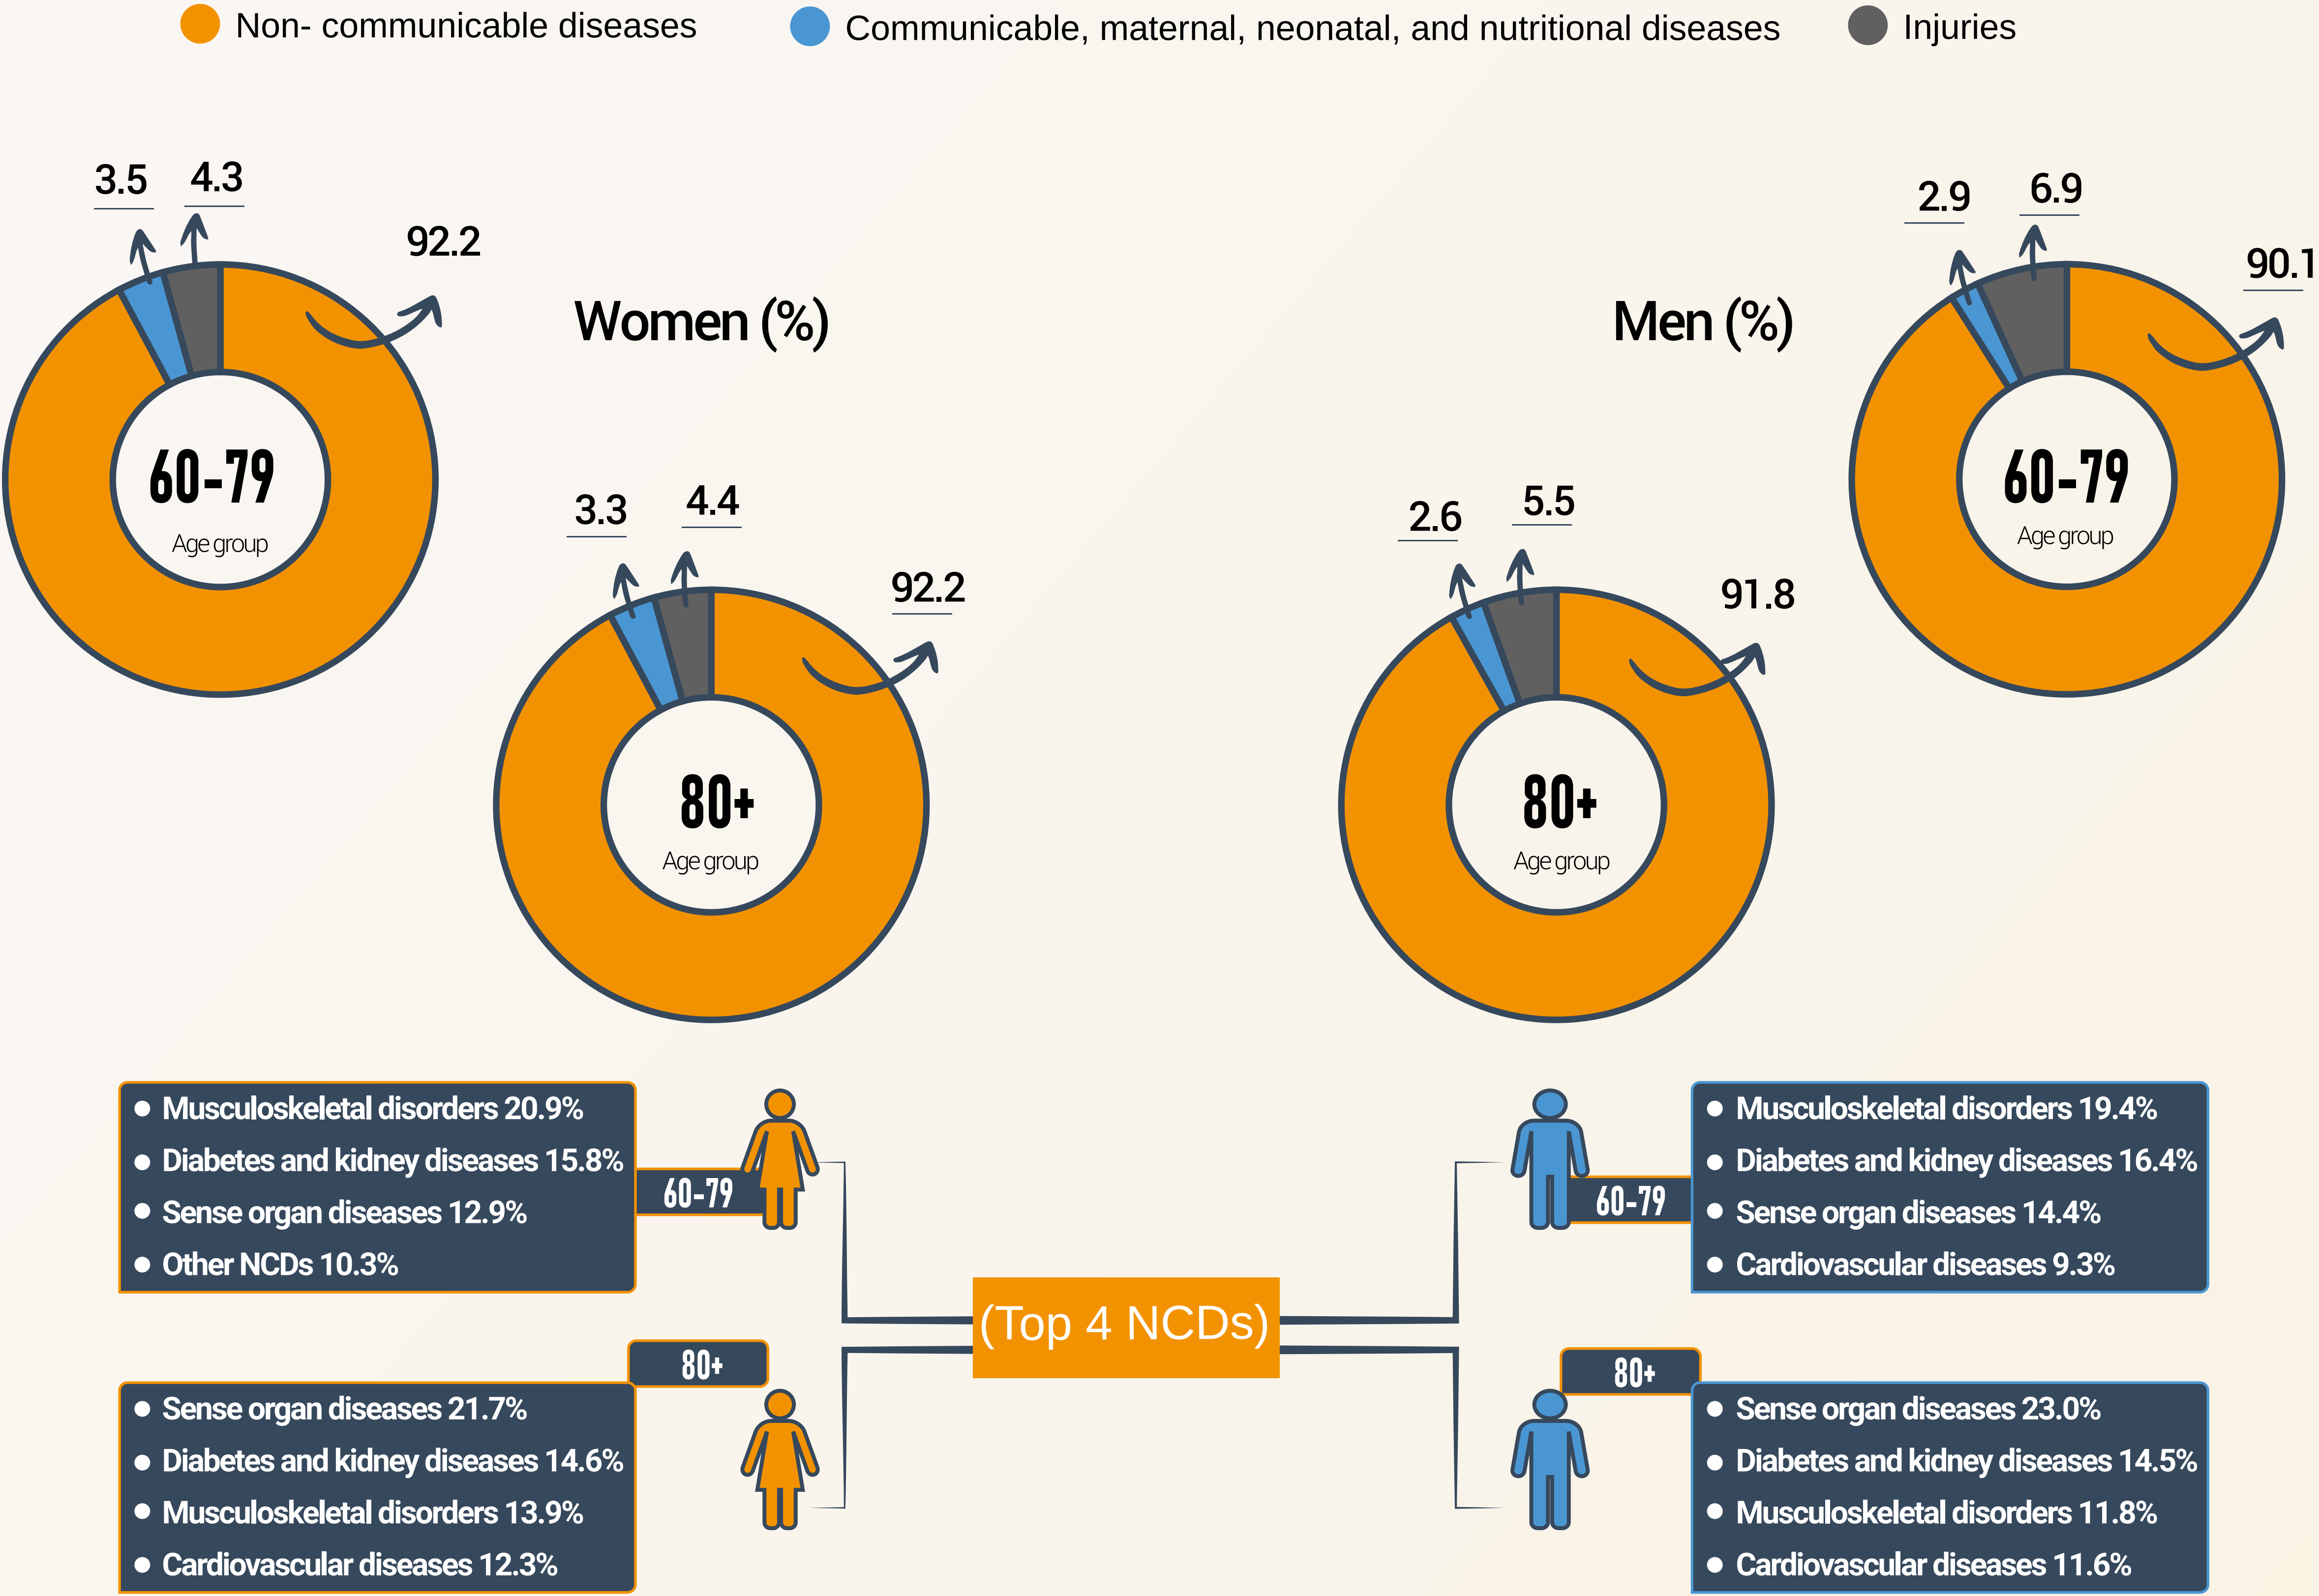 Non- communicable diseases
Communicable, maternal, neonatal, and nutritional diseases
Injuries
3.5
4.3
92.2
60-79
Age group
Women (%)
3.3
4.4
92.2
80+
Age group
Men (%)
2.9
6.9
90.1
60-79
Age group
2.6
5.5
91.8
80+
Age group
Musculoskeletal disorders 20.9%
Diabetes and kidney diseases 15.8%
Sense organ diseases 12.9%
Other NCDs 10.3%
60-79
60-79
Musculoskeletal disorders 19.4%
Diabetes and kidney diseases 16.4%
Sense organ diseases 14.4%
Cardiovascular diseases 9.3%
(Top 4 NCDs)
80+
Sense organ diseases 21.7%
Diabetes and kidney diseases 14.6%
Musculoskeletal disorders 13.9%
Cardiovascular diseases 12.3%
80+
Sense organ diseases 23.0%
Diabetes and kidney diseases 14.5%
Musculoskeletal disorders 11.8%
Cardiovascular diseases 11.6%